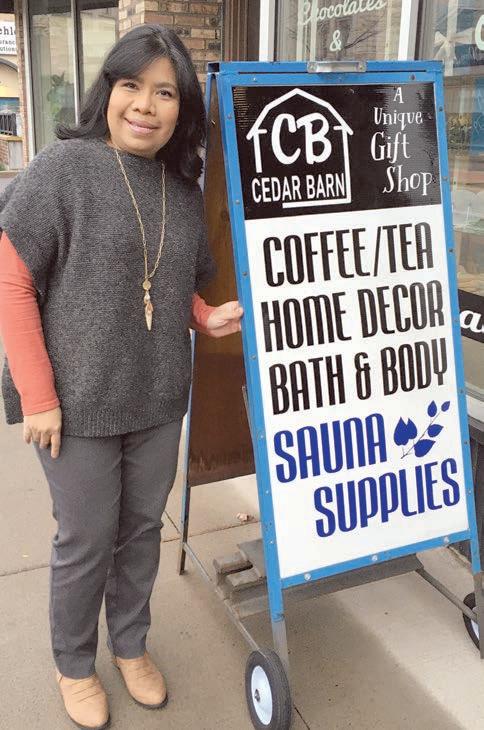 Chocolates
&
CB
CEDAR BARN
A
Unique
Gift
Shop
COFFEE/TEA
HOME DECOR
BATH & BODY
SAUNA
SUPPLIES